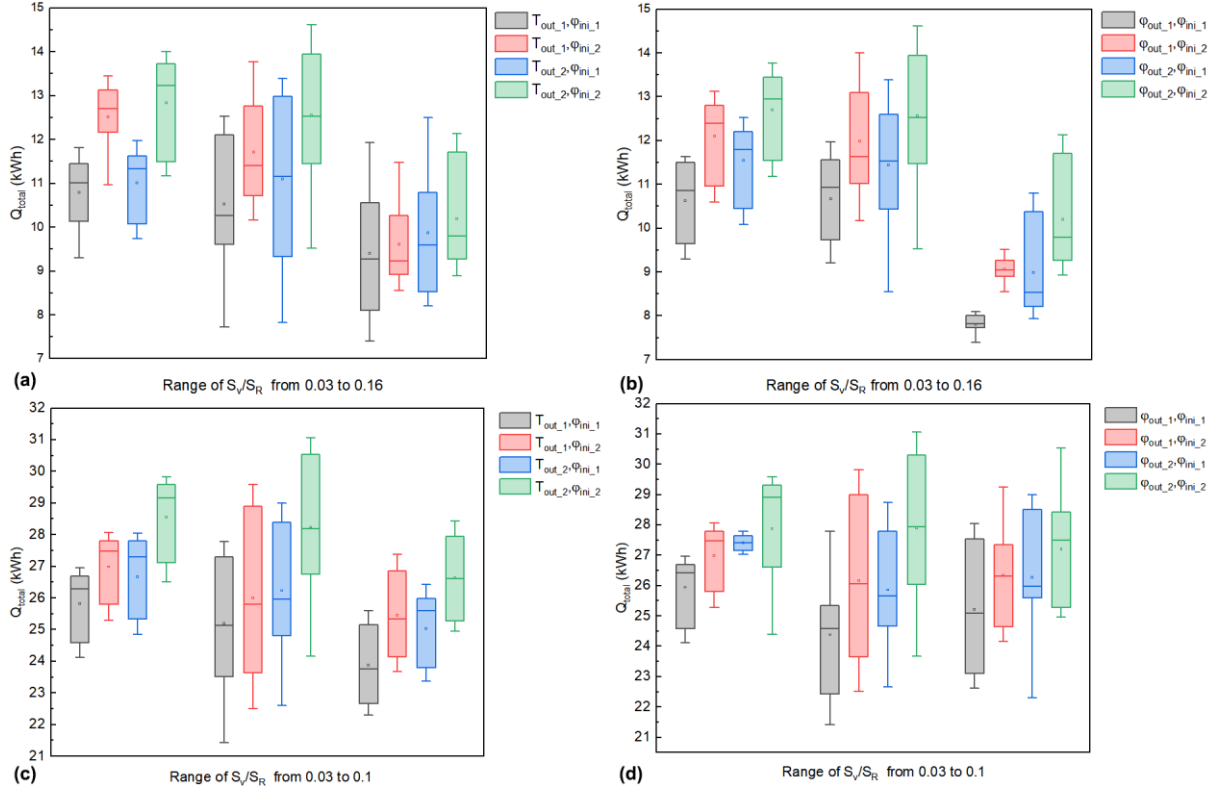 15
14
13
12
11
10
9
8
7
Q_total (kWh)
T_out_1,φ_ini_1
T_out_1,φ_ini_2
T_out_2,φ_ini_1
T_out_2,φ_ini_2
(a)
Range of S_v/S_R from 0.03 to 0.16
15
14
13
12
11
10
9
8
7
Q_total (kWh)
φ_out_1,φ_ini_1
φ_out_1,φ_ini_2
φ_out_2,φ_ini_1
φ_out_2,φ_ini_2
(b)
Range of S_v/S_R from 0.03 to 0.16
32
31
30
29
28
27
26
25
24
23
22
21
Q_total (kWh)
T_out_1,φ_ini_1
T_out_1,φ_ini_2
T_out_2,φ_ini_1
T_out_2,φ_ini_2
(c)
Range of S_v/S_R from 0.03 to 0.1
32
31
30
29
28
27
26
25
24
23
22
21
Q_total (kWh)
φ_out_1,φ_ini_1
φ_out_1,φ_ini_2
φ_out_2,φ_ini_1
φ_out_2,φ_ini_2
(d)
Range of S_v/S_R from 0.03 to 0.1